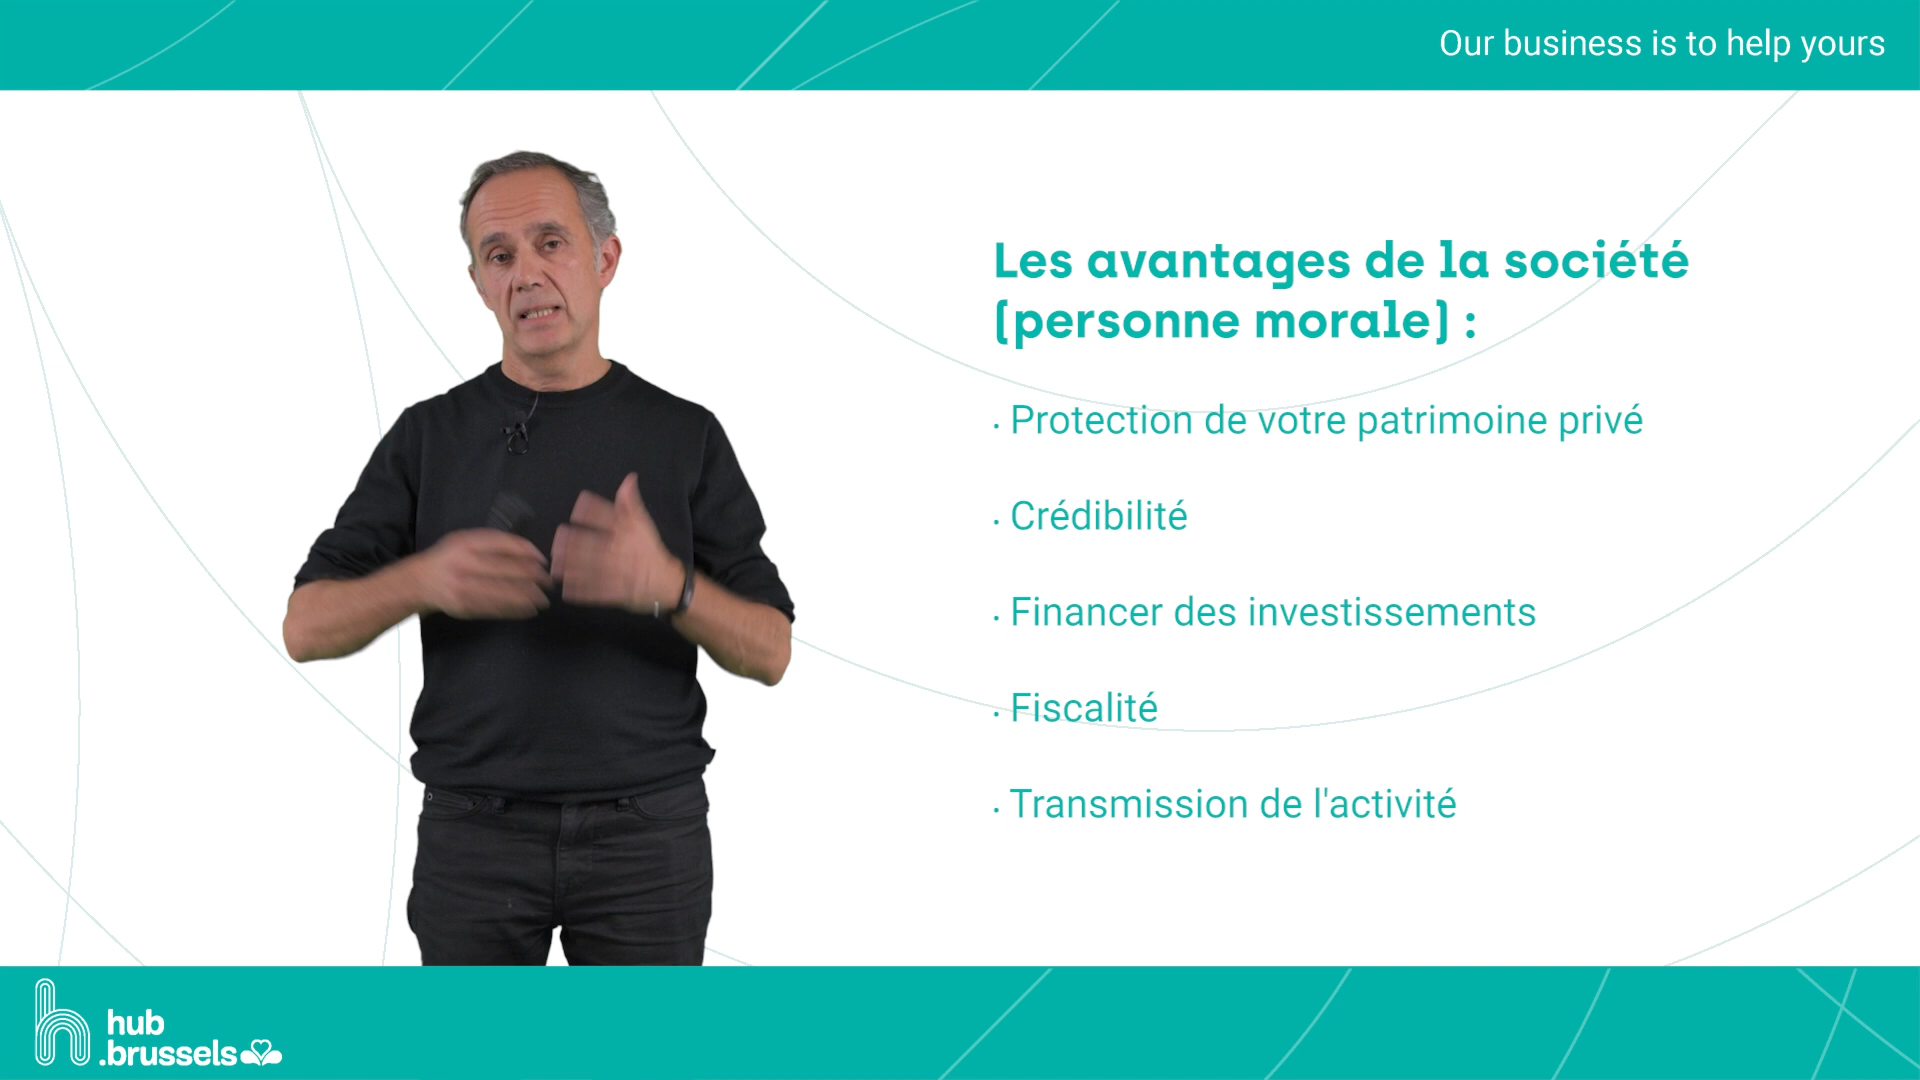 Our business is to help yours
Les avantages de la société
(personne morale) :
. Protection de votre patrimoine privé
. Crédibilité
. Financer des investissements
. Fiscalité
. Transmission de l'activité
hub
.brussels